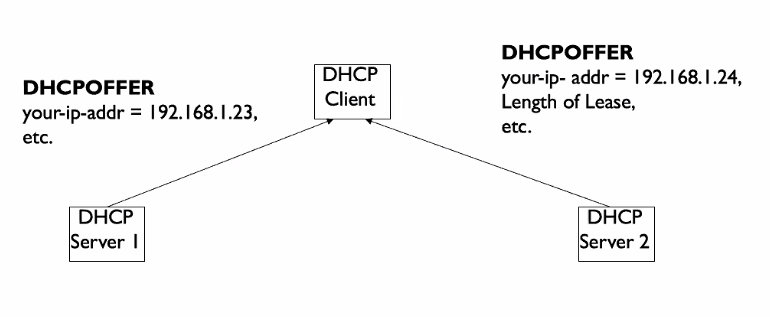 DHCPOFFER
your-ip-addr = 192.168.1.23,
etc.
DHCP
Client
DHCPOFFER
your-ip- addr = 192.168.1.24,
Length of Lease,
etc.
DHCP
Server 1
DHCP
Server 2